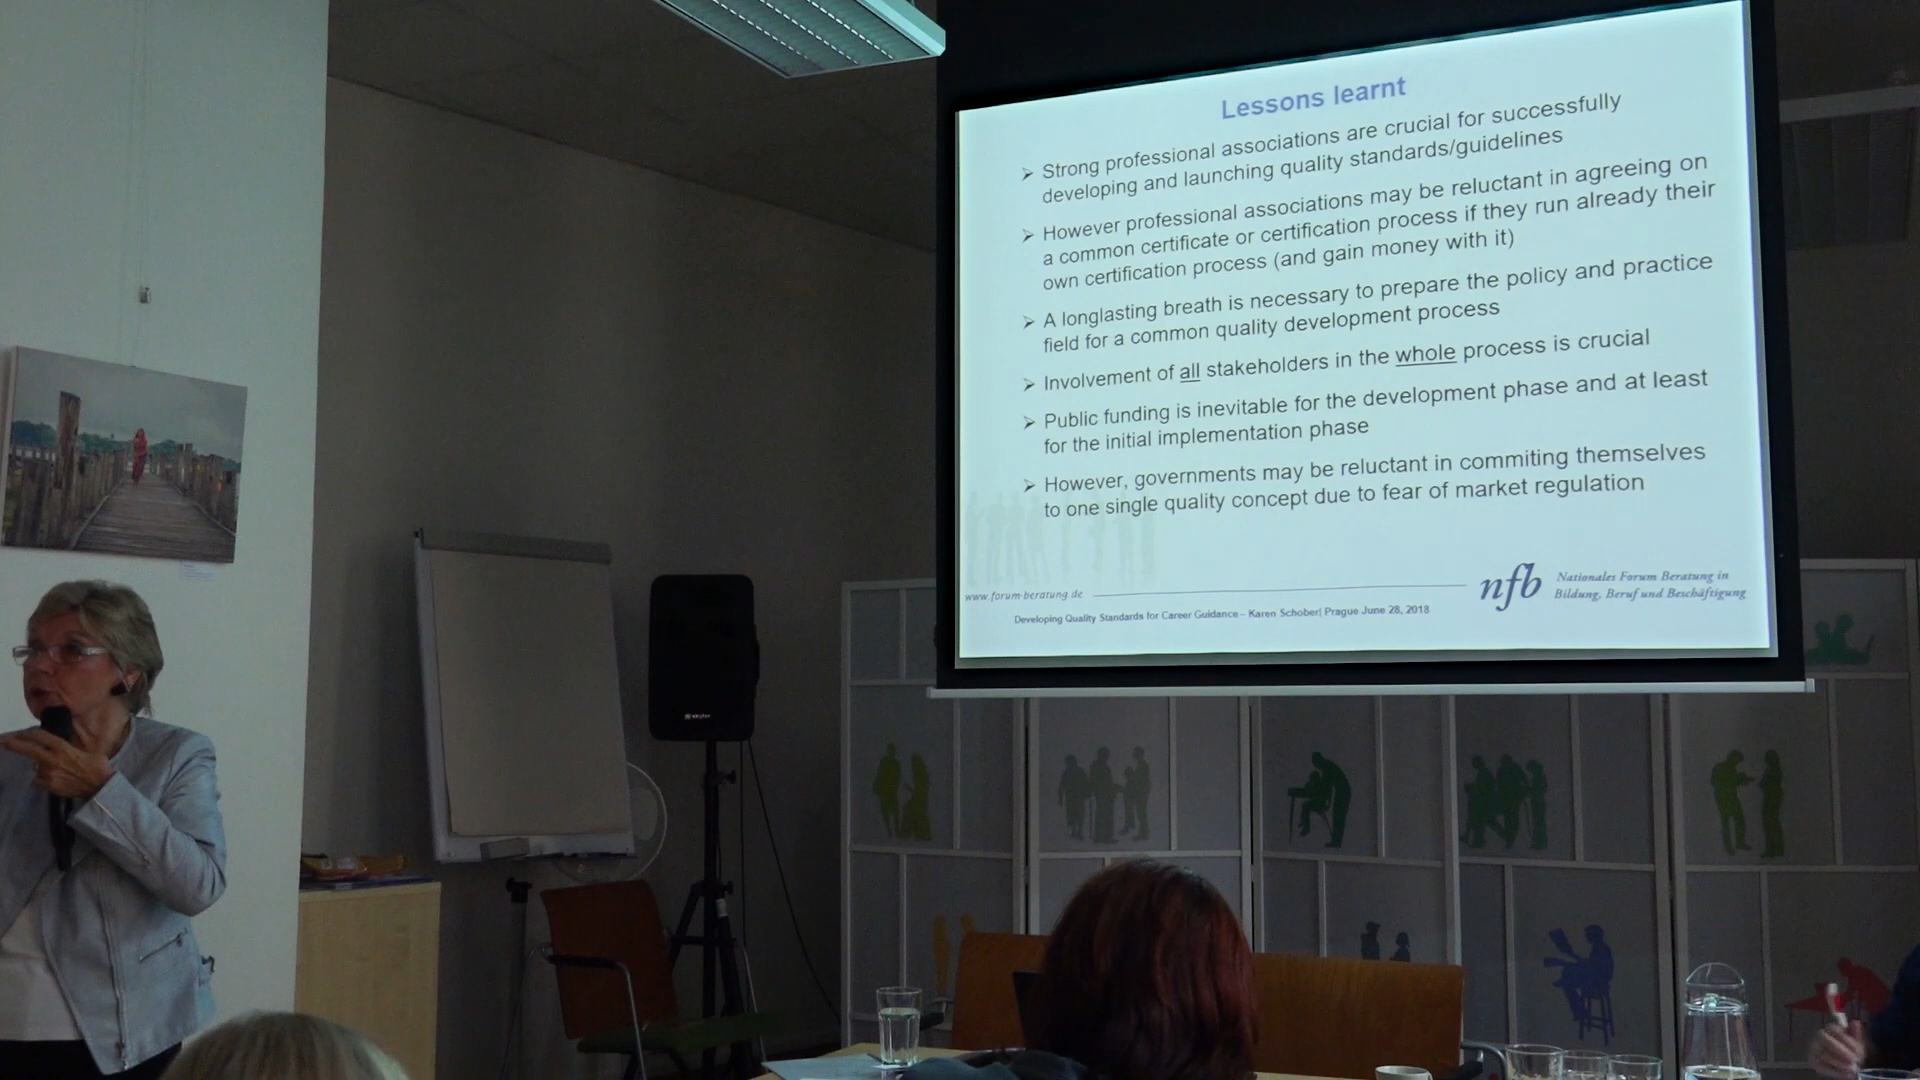 Lessons learnt
➢ Strong professional associations are crucial for successfully
developing and launching quality standards/guidelines
➢ However professional associations may be reluctant in agreeing on
a common certificate or certification process if they run already their
own certification process (and gain money with it)
➢ A longlasting breath is necessary to prepare the policy and practice
field for a common quality development process
➢ Involvement of all stakeholders in the whole process is crucial
➢ Public funding is inevitable for the development phase and at least
for the initial implementation phase
➢ However, governments may be reluctant in commiting themselves
to one single quality concept due to fear of market regulation
www.forum-beratung.de
nfb Nationales Forum Beratung in
Bildung, Beruf und Beschäftigung
Developing Quality Standards for Career Guidance – Karen Schober| Prague June 28, 2018